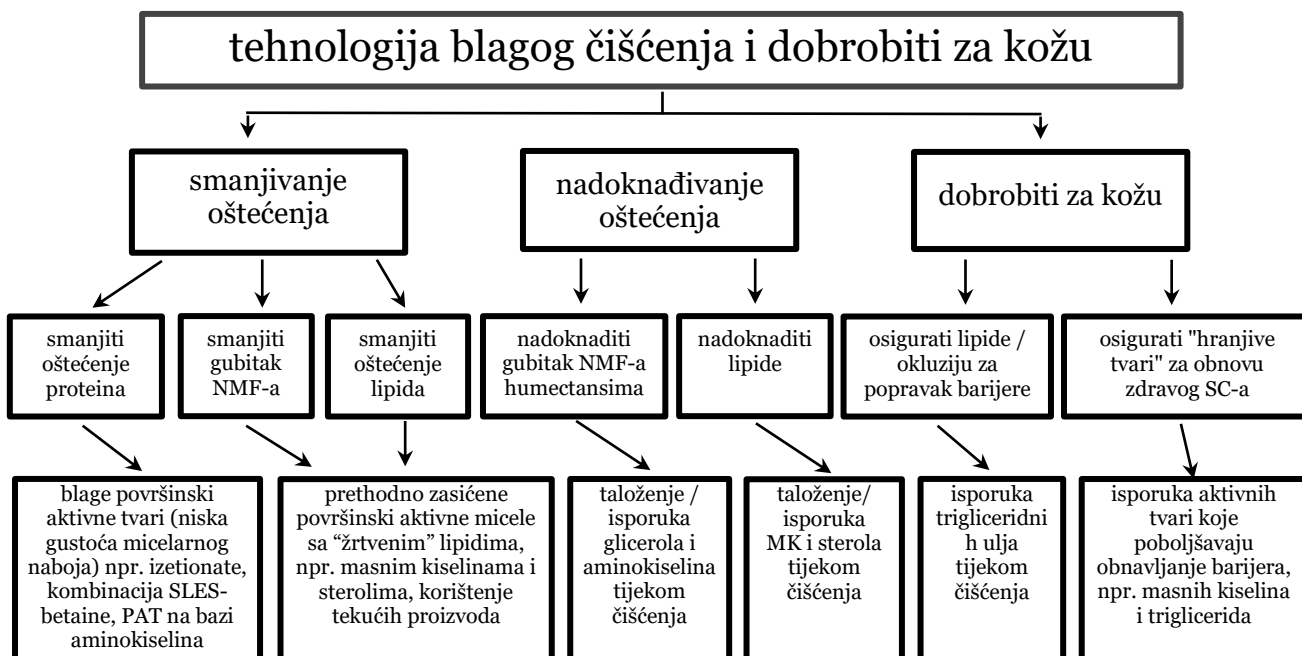 tehnologija blagog čišćenja i dobrobiti za kožu
smanjivanje
oštećenja
nadoknađivanje
oštećenja
dobrobiti za kožu
smanjiti
oštećenje
proteina
smanjiti
gubitak
NMF-a
smanjiti
oštećenje
lipida
nadoknaditi
gubitak NMF-a
humectansima
nadoknaditi
lipide
osigurati lipide /
okluziju za
popravak barijere
osigurati "hranjive
tvari" za obnovu
zdravog SC-a
blage površinski
aktivne tvari (niska
gustoća micelarnog
naboja) npr. izetionate,
kombinacija SLES-
betaine, PAT na bazi
aminokiselina
prethodno zasićene
površinski aktivne micele
sa “žrtvenim” lipidima,
npr. masnim kiselinama i
sterolima, korištenje
tekućih proizvoda
taloženje /
isporuka
glicerola i
aminokiselina
tijekom
čišćenja
taloženje/
isporuka
MK i sterola
tijekom
čišćenja
isporuka
trigliceridni
h ulja
tijekom
čišćenja
isporuka aktivnih
tvari koje
poboljšavaju
obnavljanje barijera,
npr. masnih kiselina
i triglicerida